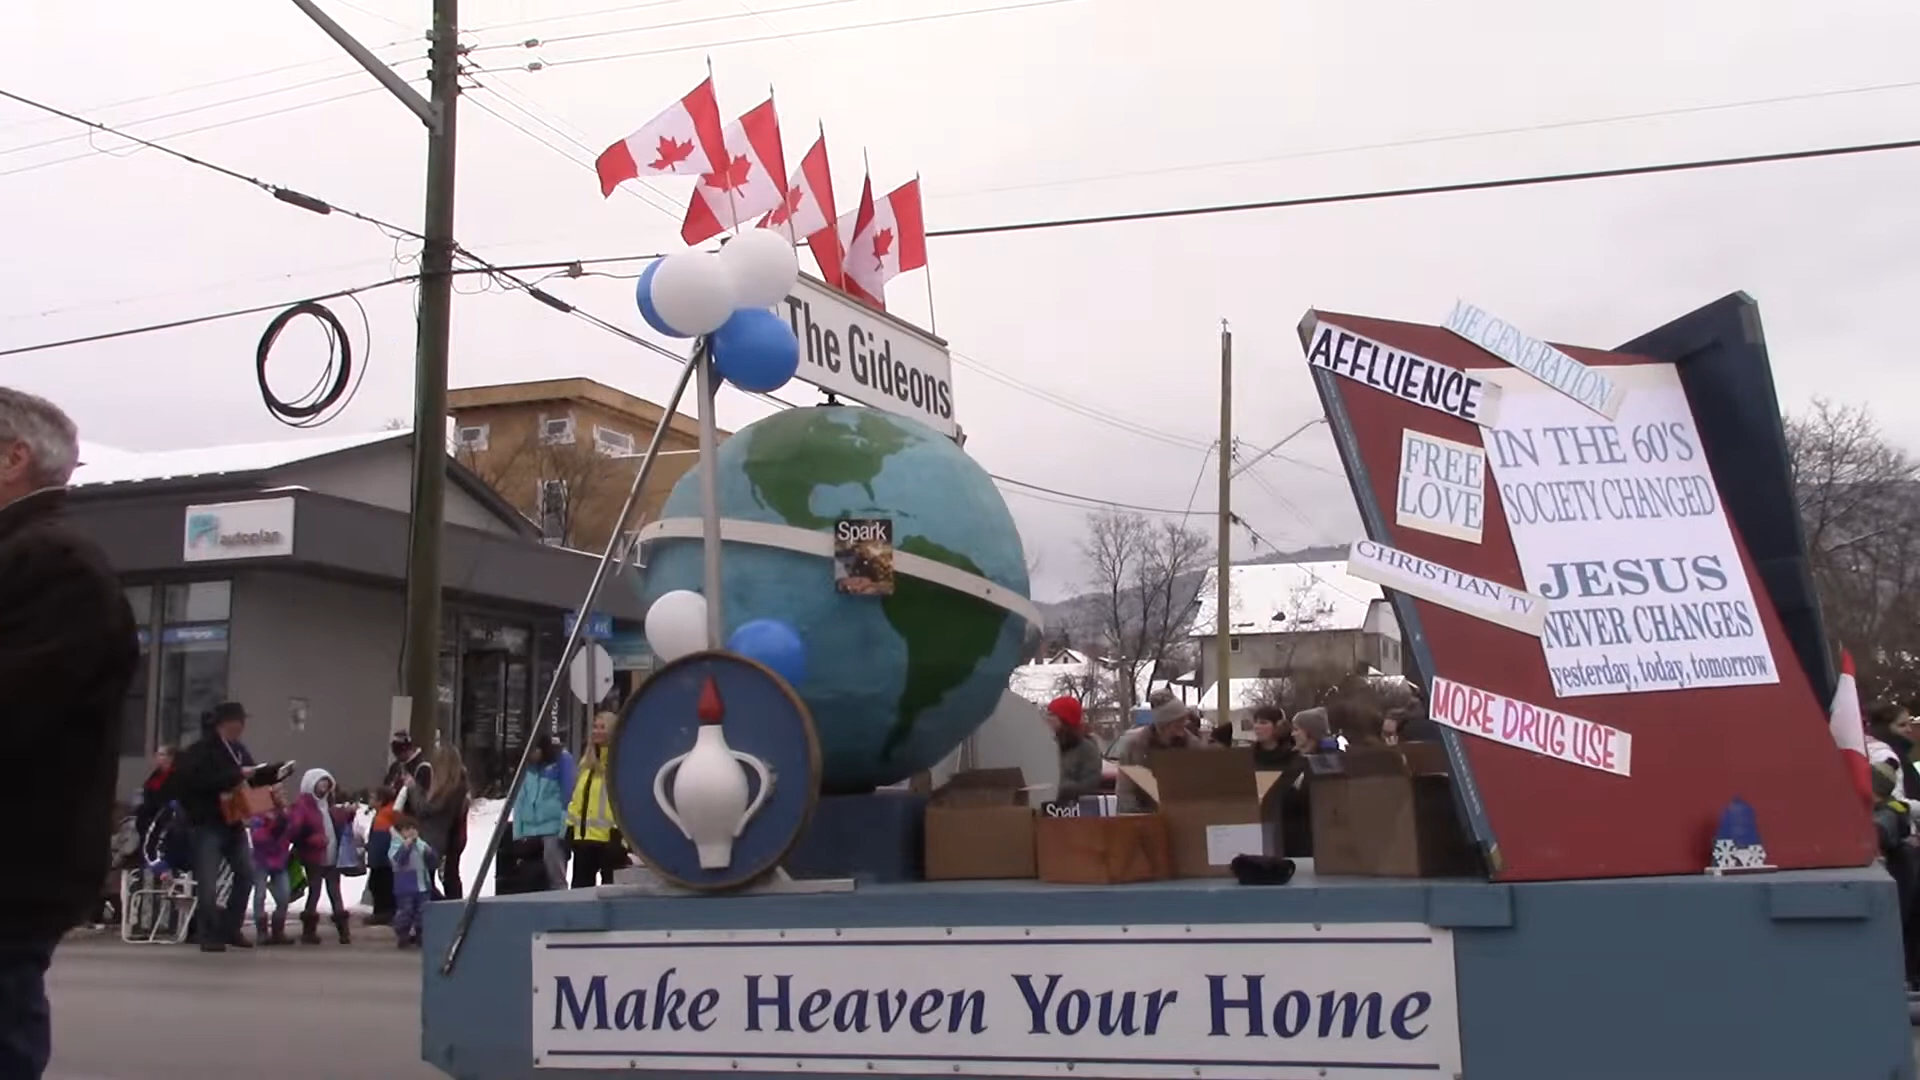 The Gideons
autoplan
Spark
AFFLUENCE
ME GENERATION
FREE
LOVE
IN THE 60'S
SOCIETY CHANGED
CHRISTIAN TV
JESUS
NEVER CHANGES
yesterday, today, tomorrow
MORE DRUG USE
Make Heaven Your Home